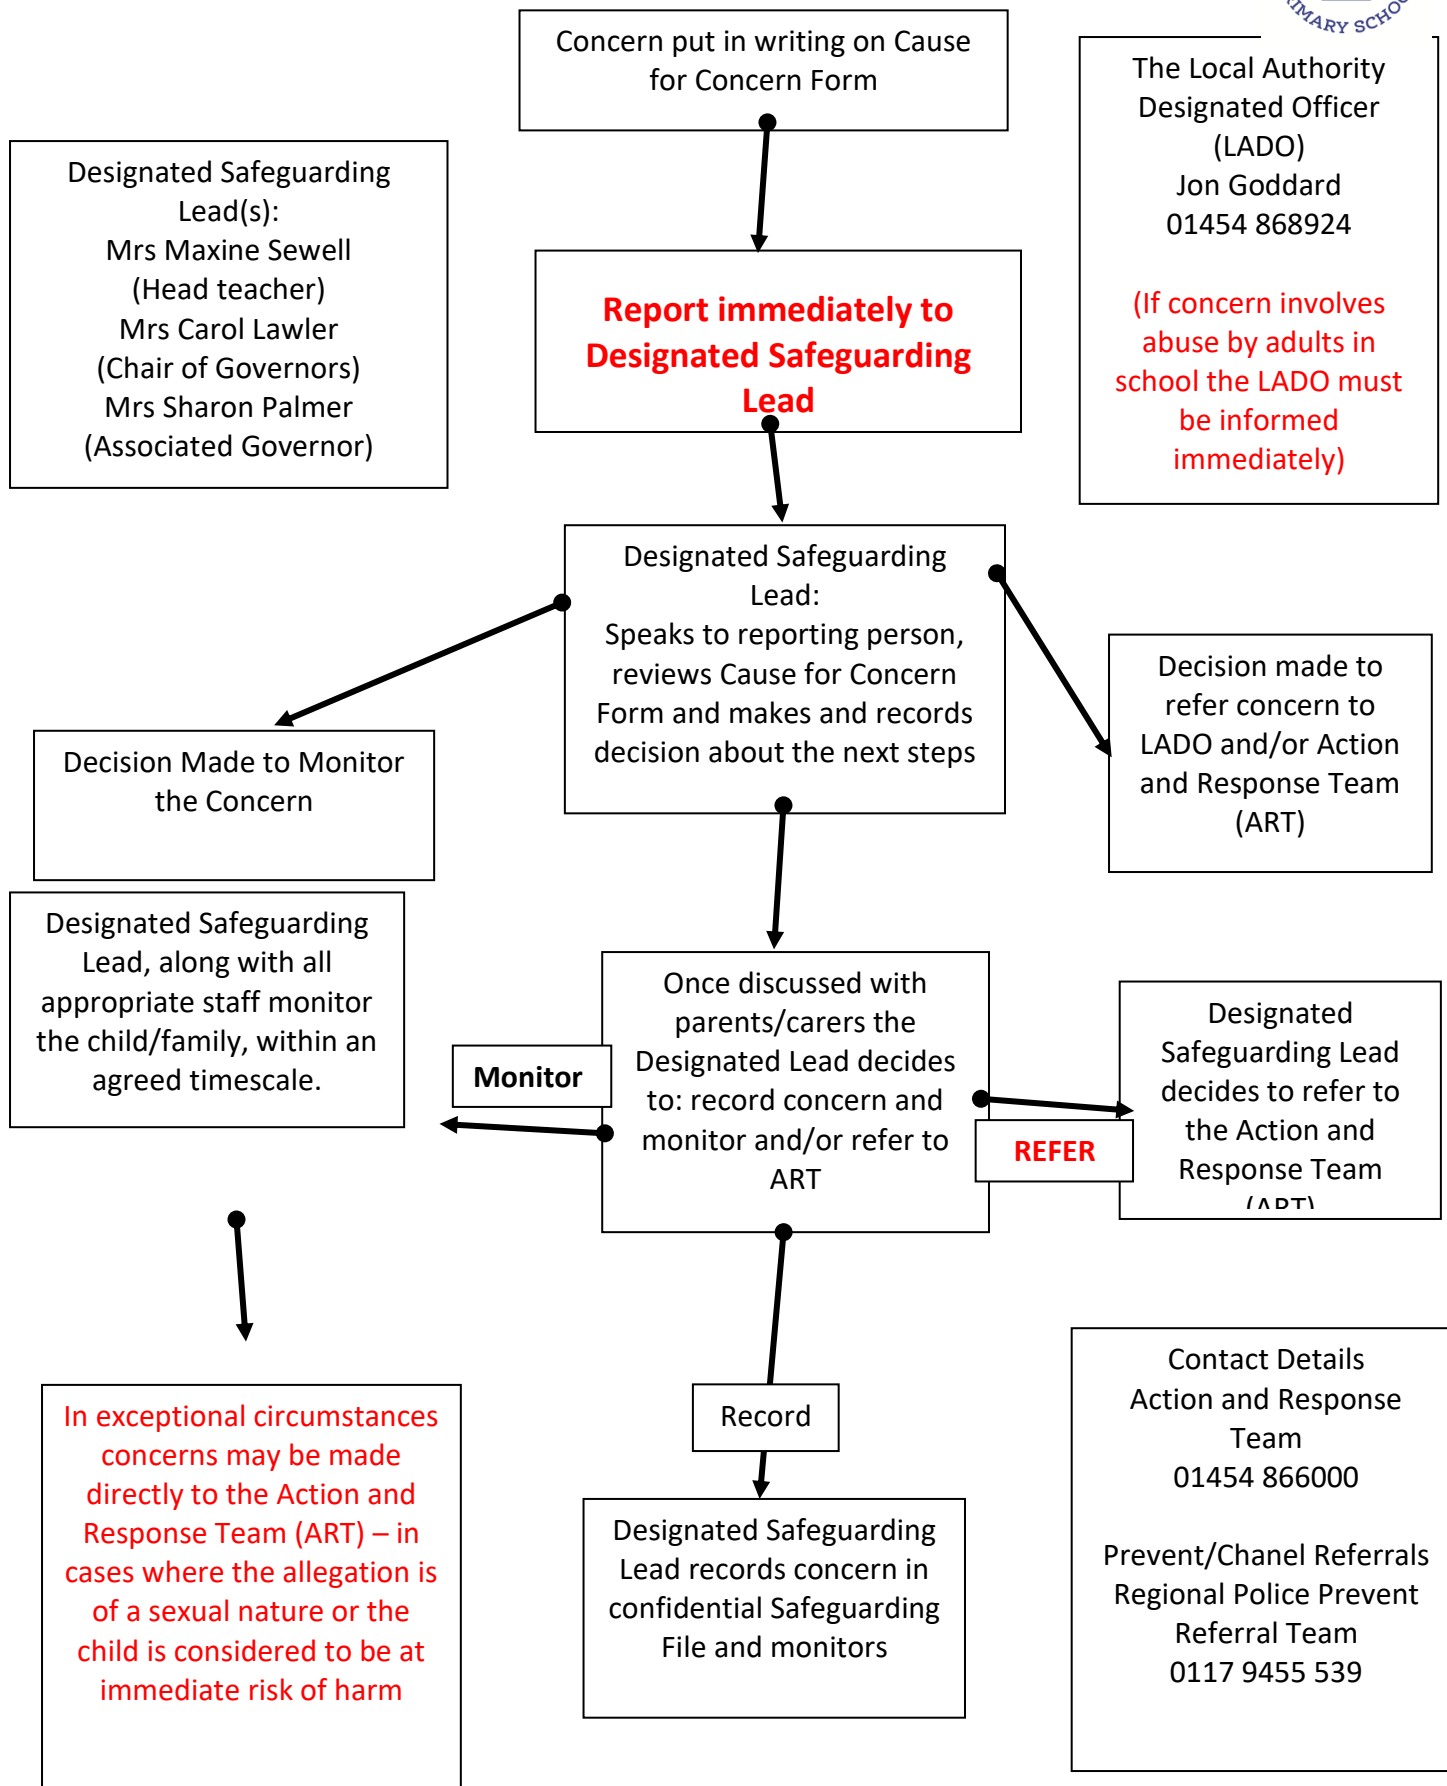 PRIMARY SCHOO
Concern put in writing on Cause
for Concern Form
The Local Authority
Designated Officer
(LADO)
Jon Goddard
01454 868924
(If concern involves
abuse by adults in
school the LADO must
be informed
immediately)
Designated Safeguarding
Lead(s):
Mrs Maxine Sewell
(Head teacher)
Mrs Carol Lawler
(Chair of Governors)
Mrs Sharon Palmer
(Associated Governor)
Report immediately to
Designated Safeguarding
Lead
Designated Safeguarding
Lead:
Speaks to reporting person,
reviews Cause for Concern
Form and makes and records
decision about the next steps
Decision made to
refer concern to
LADO and/or Action
and Response Team
(ART)
Decision Made to Monitor
the Concern
Designated Safeguarding
Lead, along with all
appropriate staff monitor
the child/family, within an
agreed timescale.
Monitor
Once discussed with
parents/carers the
Designated Lead decides
to: record concern and
monitor and/or refer to
ART
REFER
Designated
Safeguarding Lead
decides to refer to
the Action and
Response Team
(ART)
In exceptional circumstances
concerns may be made
directly to the Action and
Response Team (ART) – in
cases where the allegation is
of a sexual nature or the
child is considered to be at
immediate risk of harm
Record
Designated Safeguarding
Lead records concern in
confidential Safeguarding
File and monitors
Contact Details
Action and Response
Team
01454 866000
Prevent/Chanel Referrals
Regional Police Prevent
Referral Team
0117 9455 539